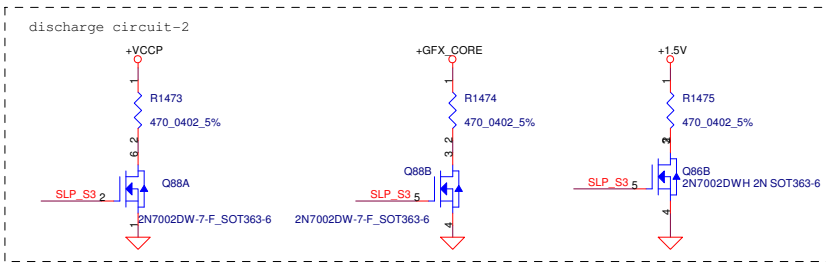 discharge circuit-2
+VCCP
+GFX_CORE
+1.5V
1
1
1
R1473
R1474
R1475
470_0402_5%
470_0402_5%
470_0402_5%
2
2
6
3
Q88A
Q88B
Q86B
2N7002DWH 2N SOT363-6
SLP_S3 2
SLP_S3 5
SLP_S3 5
2N7002DW-7-F_SOT363-6
2N7002DW-7-F_SOT363-6
1
4
4